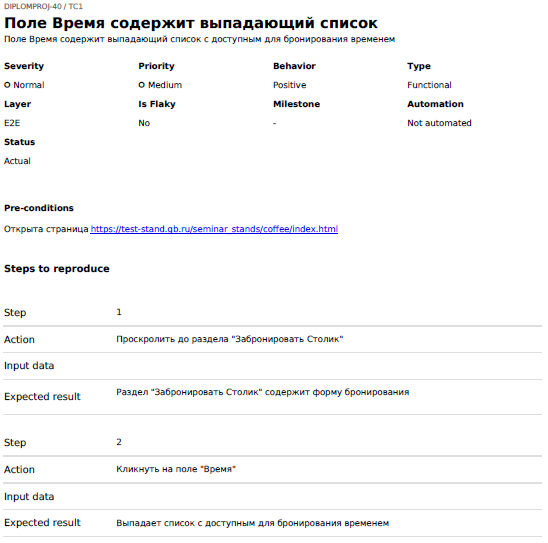 DIPLOMPROJ-40 / TC1
Поле Время содержит выпадающий список
Поле Время содержит выпадающий список с доступным для бронирования временем
Severity Priority Behavior Type
Normal Medium Positive Functional
Layer Is Flaky Milestone Automation
E2E No - Not automated
Status
Actual
Pre-conditions
Открыта страница https://test-stand.gb.ru/seminar_stands/coffee/index.html
Steps to reproduce
Step 1
Action Проскролить до раздела "Забронировать Столик"
Input data
Expected result Раздел "Забронировать Столик" содержит форму бронирования
Step 2
Action Кликнуть на поле "Время"
Input data
Expected result Выпадает список с доступным для бронирования временем